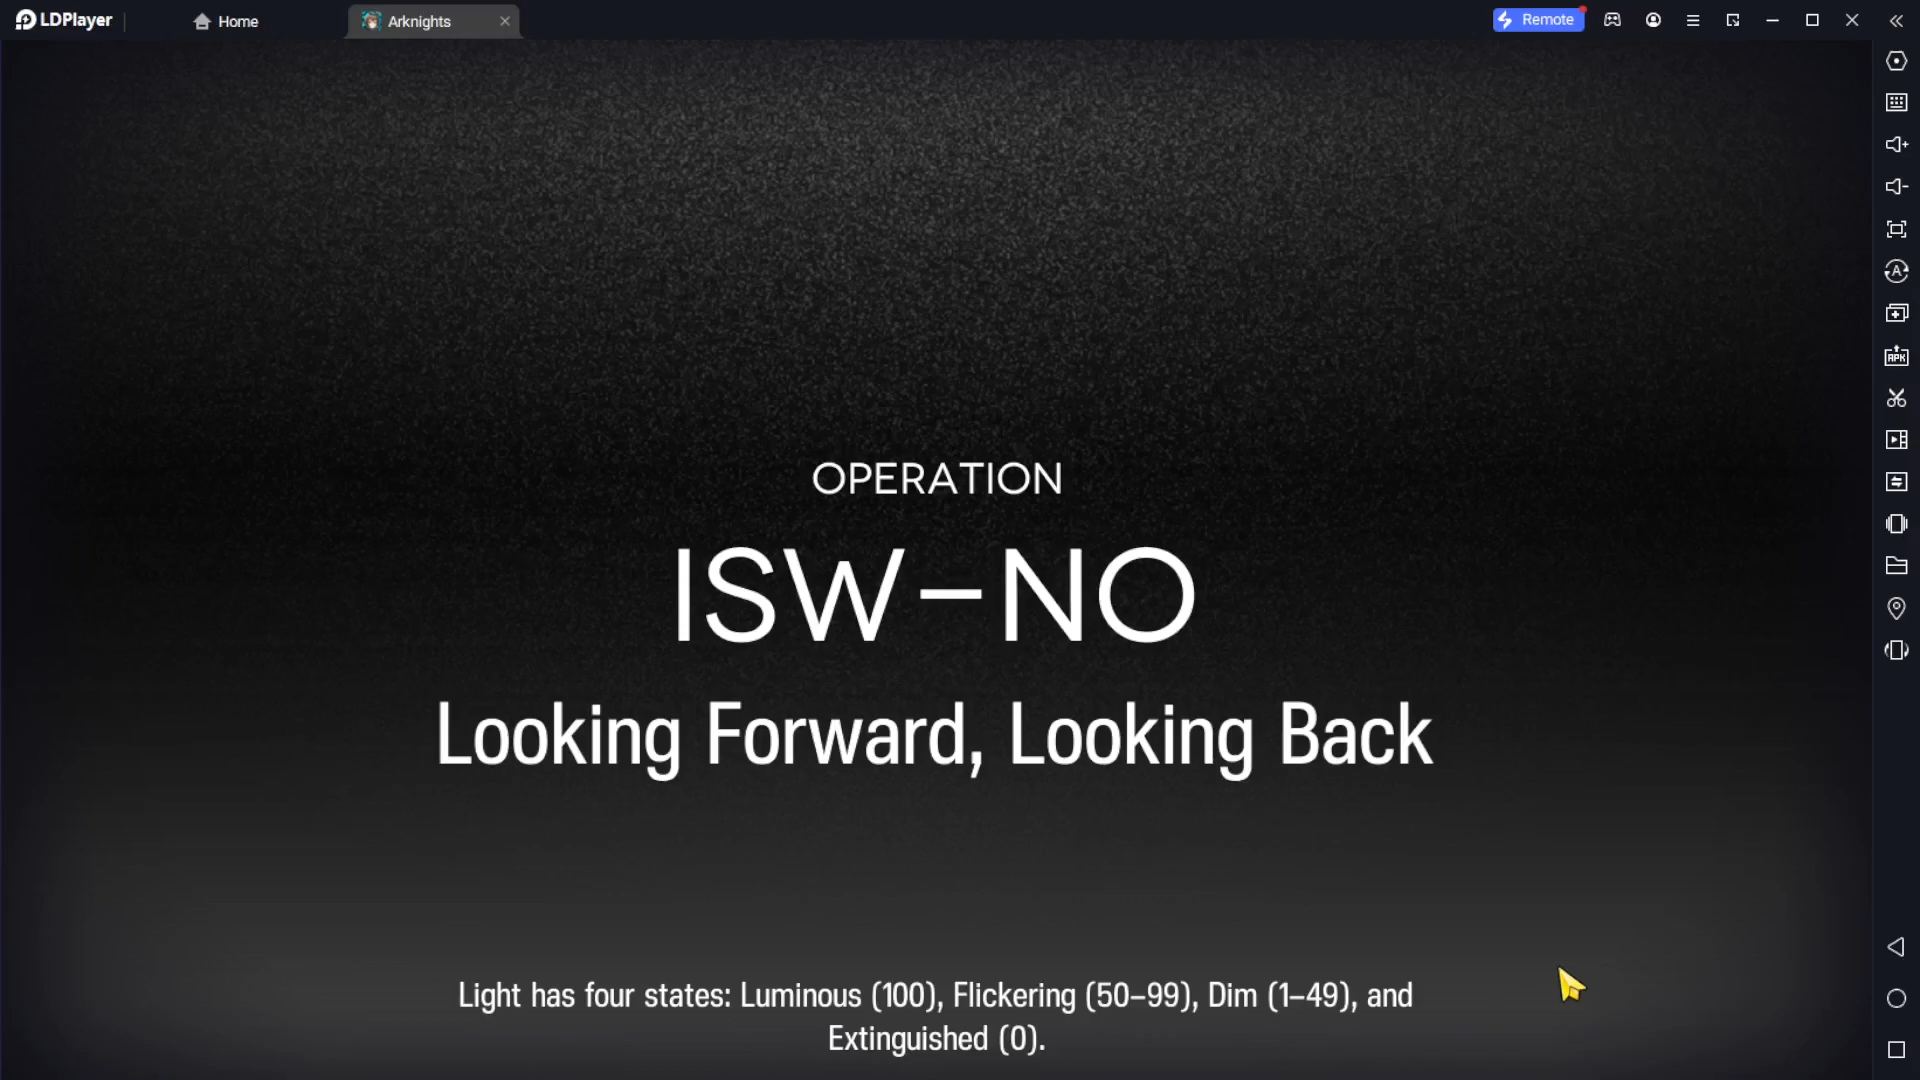 LDPlayer
Home
Arknights
Remote
OPERATION
ISW-NO
Looking Forward, Looking Back
Light has four states: Luminous (100), Flickering (50–99), Dim (1–49), and
Extinguished (0).
APK